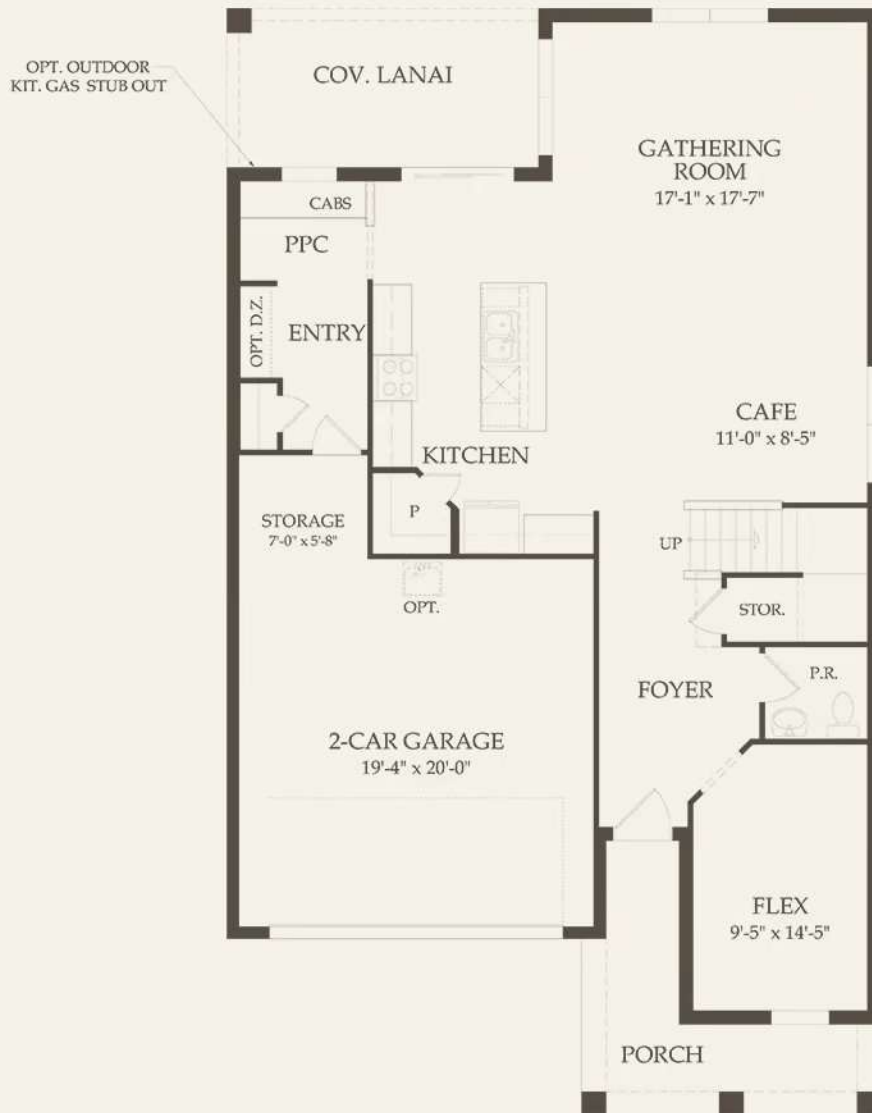 OPT. OUTDOOR
KIT. GAS STUB OUT
COV. LANAI
GATHERING
ROOM
17'-1" x 17'-7"
CABS
PPC
OPT. D.Z.
ENTRY
CAFE
11'-0" x 8'-5"
KITCHEN
P
STORAGE
7'-0" x 5'-8"
UP
OPT.
STOR.
P.R.
FOYER
2-CAR GARAGE
19'-4" x 20'-0"
FLEX
9'-5" x 14'-5"
PORCH